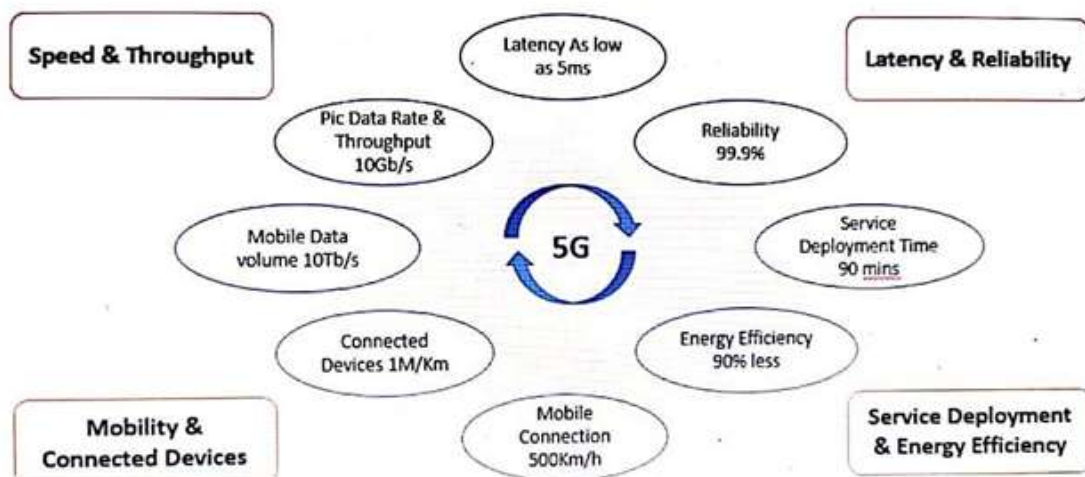 Speed & Throughput
Latency As low
as 5ms
Latency & Reliability
Pic Data Rate &
Throughput
10Gb/s
Reliability
99.9%
Mobile Data
volume 10Tb/s
5G
Service
Deployment Time
90 mins
Connected
Devices 1M/Km
Energy Efficiency
90% less
Mobility &
Connected Devices
Mobile
Connection
500Km/h
Service Deployment
& Energy Efficiency